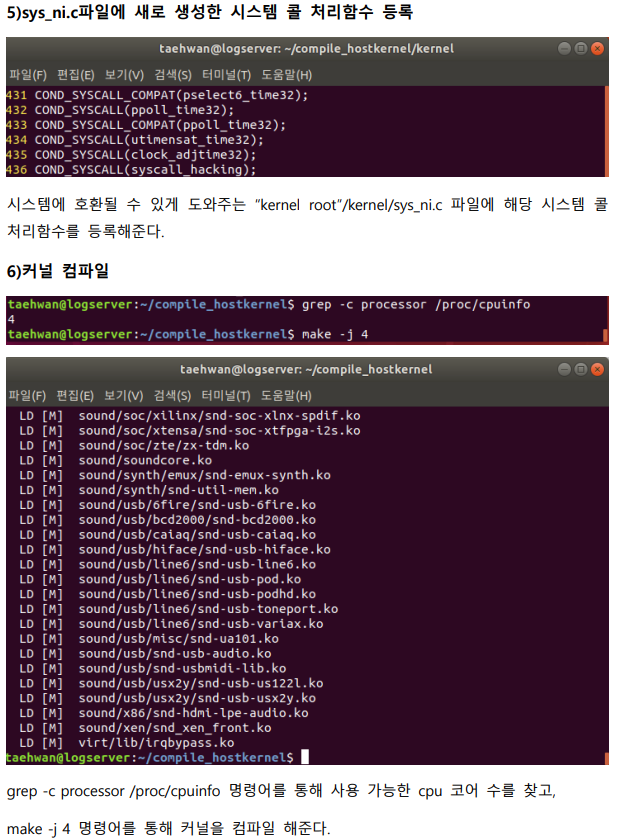 5)sys_ni.c파일에 새로 생성한 시스템 콜 처리함수 등록
taehwan@logserver: ~/compile_hostkernel/kernel
파일(F) 편집(E) 보기(V) 검색(S) 터미널(T) 도움말(H)
431 COND_SYSCALL_COMPAT(pselect6_time32);
432 COND_SYSCALL(ppoll_time32);
433 COND_SYSCALL_COMPAT(ppoll_time32);
434 COND_SYSCALL(utimensat_time32);
435 COND_SYSCALL(clock_adjtime32);
436 COND_SYSCALL(syscall_hacking);
시스템에 호환될 수 있게 도와주는 “kernel root”/kernel/sys_ni.c 파일에 해당 시스템 콜
처리함수를 등록해준다.
6)커널 컴파일
taehwan@logserver:~/compile_hostkernel$ grep -c processor /proc/cpuinfo
4
taehwan@logserver:~/compile_hostkernel$ make -j 4
taehwan@logserver: ~/compile_hostkernel
파일(F) 편집(E) 보기(V) 검색(S) 터미널(T) 도움말(H)
LD [M] sound/soc/xilinx/snd-soc-xlnx-spdif.ko
LD [M] sound/soc/xtensa/snd-soc-xtfpga-i2s.ko
LD [M] sound/soc/zte/zx-tdm.ko
LD [M] sound/soundcore.ko
LD [M] sound/synth/emux/snd-emux-synth.ko
LD [M] sound/synth/snd-util-mem.ko
LD [M] sound/usb/6fire/snd-usb-6fire.ko
LD [M] sound/usb/bcd2000/snd-bcd2000.ko
LD [M] sound/usb/caiaq/snd-usb-caiaq.ko
LD [M] sound/usb/hiface/snd-usb-hiface.ko
LD [M] sound/usb/line6/snd-usb-line6.ko
LD [M] sound/usb/line6/snd-usb-pod.ko
LD [M] sound/usb/line6/snd-usb-podhd.ko
LD [M] sound/usb/line6/snd-usb-toneport.ko
LD [M] sound/usb/line6/snd-usb-variax.ko
LD [M] sound/usb/misc/snd-ua101.ko
LD [M] sound/usb/snd-usb-audio.ko
LD [M] sound/usb/snd-usbmidi-lib.ko
LD [M] sound/usb/usx2y/snd-usb-us122l.ko
LD [M] sound/usb/usx2y/snd-usb-usx2y.ko
LD [M] sound/x86/snd-hdmi-lpe-audio.ko
LD [M] sound/xen/snd_xen_front.ko
LD [M] virt/lib/irqbypass.ko
taehwan@logserver:~/compile_hostkernel$
grep -c processor /proc/cpuinfo 명령어를 통해 사용 가능한 cpu 코어 수를 찾고,
make -j 4 명령어를 통해 커널을 컴파일 해준다.